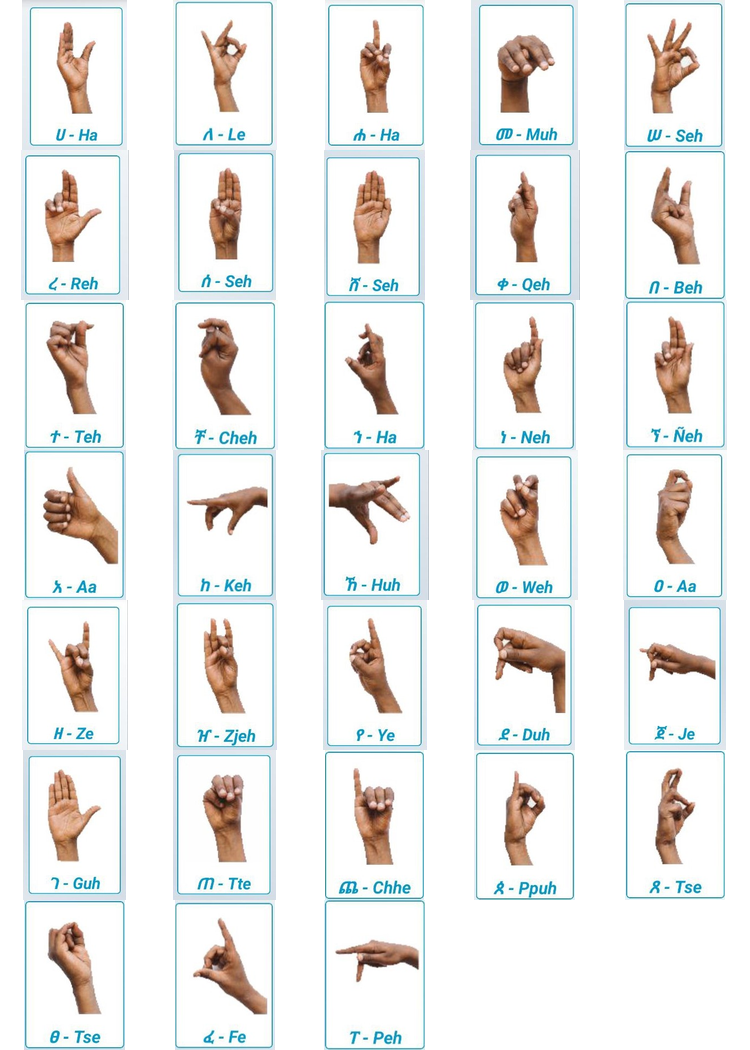 ሀ - Ha
ለ - Le
ሐ - Ha
መ - Muh
ሠ - Seh
ረ - Reh
ሰ - Seh
ሸ - Seh
ቀ - Qeh
በ - Beh
ተ - Teh
ቸ - Cheh
ኀ - Ha
ነ - Neh
ኘ - Ñeh
አ - Aa
ከ - Keh
ኸ - Huh
ወ - Weh
ዐ - Aa
ዘ - Ze
ዠ - Zjeh
የ - Ye
ደ - Duh
ጀ - Je
ገ - Guh
ጠ - Tte
ጨ - Chhe
ጰ - Ppuh
ጸ - Tse
ፀ - Tse
ፈ - Fe
ፐ - Peh